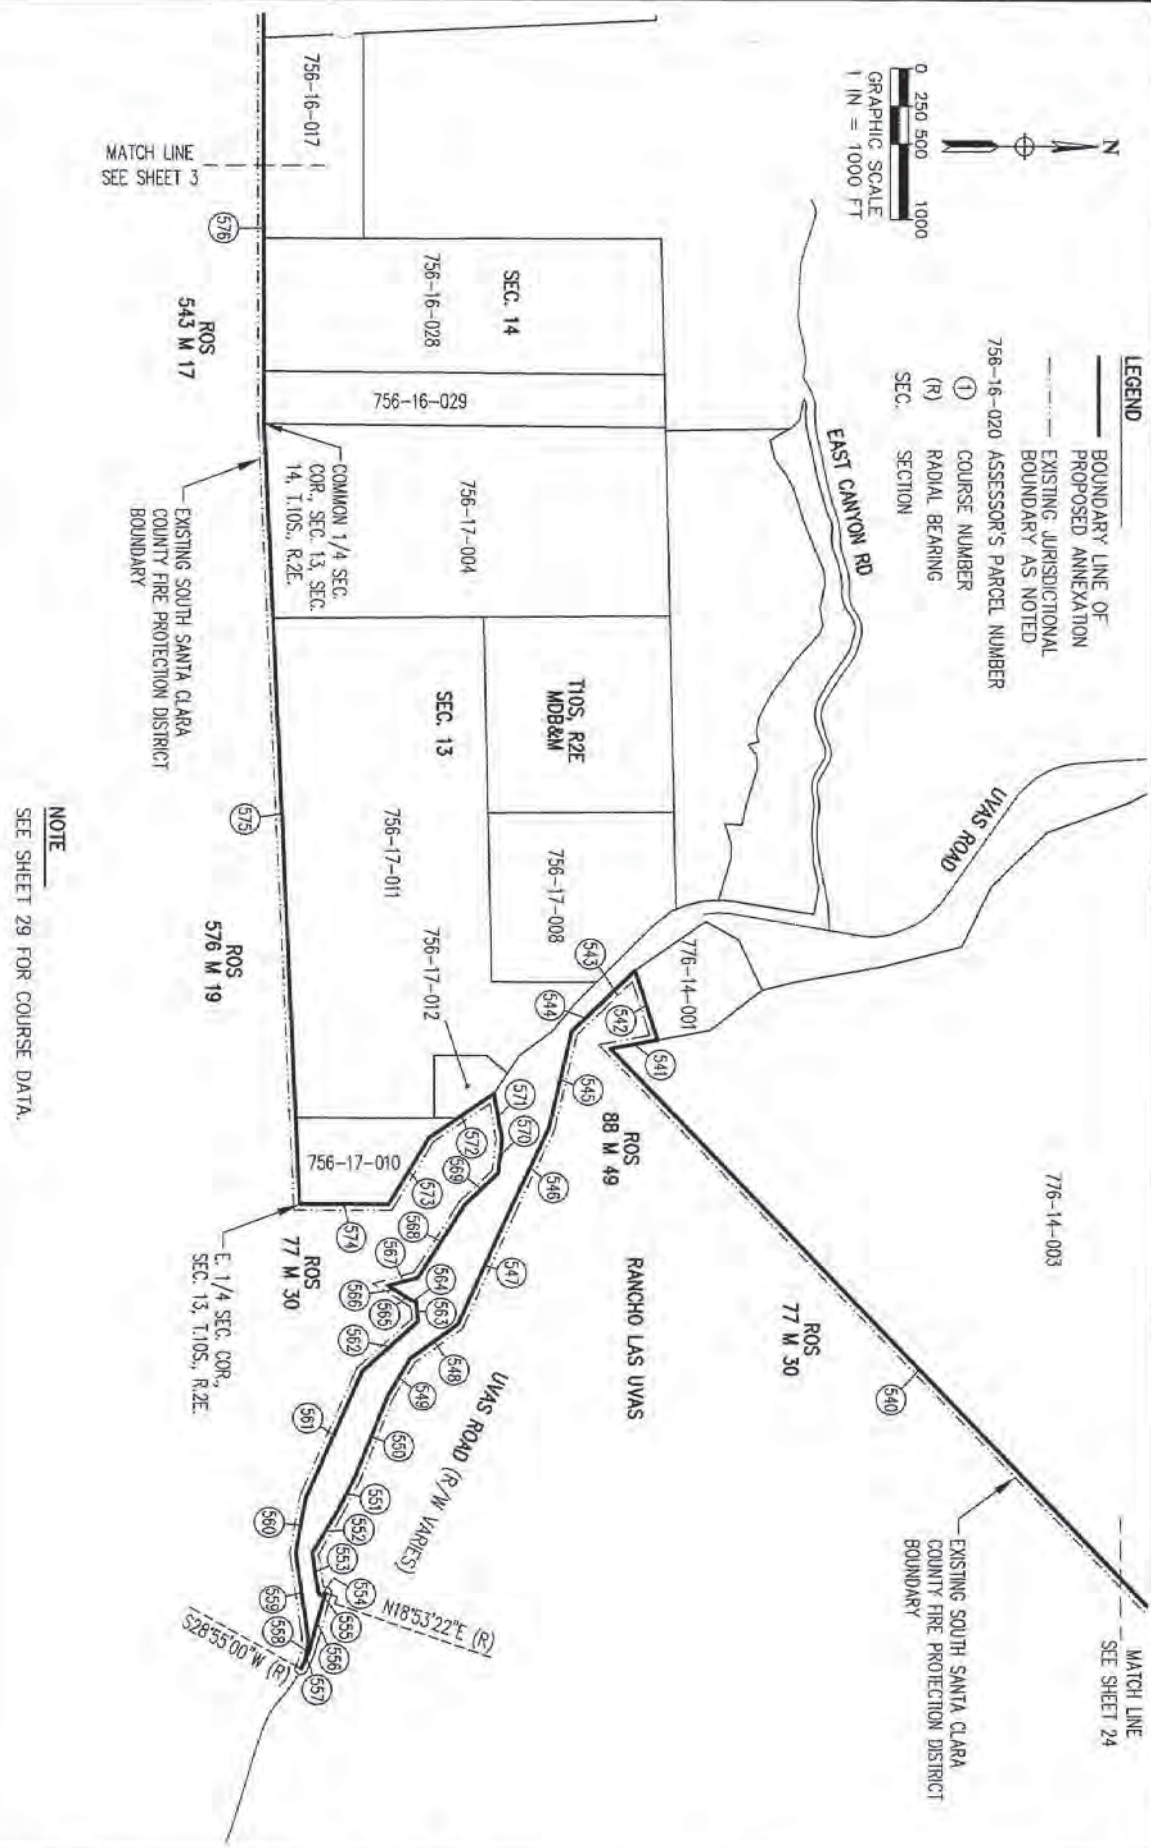 N
0 250 500 1000
GRAPHIC SCALE
1 IN = 1000 FT
LEGEND
BOUNDARY LINE OF
PROPOSED ANNEXATION
EXISTING JURISDICTIONAL
BOUNDARY AS NOTED
756-16-020 ASSESSOR'S PARCEL NUMBER
1 COURSE NUMBER
(R) RADIAL BEARING
SEC. SECTION
MATCH LINE
SEE SHEET 24
EXISTING SOUTH SANTA CLARA
COUNTY FIRE PROTECTION DISTRICT
BOUNDARY
776-14-003
UVAS ROAD
EAST CANYON RD
540
ROS
77 M 30
776-14-001
541
542
543
544
545
ROS
88 M 49
RANCHO LAS UVAS
546
547
548
549
550
551
552
553
554
555
556
557
558
559
560
561
562
563
564
565
566
567
568
569
570
571
572
573
574
UVAS ROAD (R/W VARIES)
N18°53'22"E (R)
S28°55'00"W (R)
756-16-017
756-16-028
SEC. 14
756-16-029
756-17-004
T10S, R2E
MDB&M
SEC. 13
756-17-008
756-17-011
756-17-012
756-17-010
COMMON 1/4 SEC.
COR., SEC. 13, SEC.
14, T.10S., R.2E.
MATCH LINE
SEE SHEET 3
576
ROS
543 M 17
EXISTING SOUTH SANTA CLARA
COUNTY FIRE PROTECTION DISTRICT
BOUNDARY
575
ROS
576 M 19
ROS
77 M 30
E. 1/4 SEC. COR.,
SEC. 13, T.10S., R.2E.
NOTE
SEE SHEET 29 FOR COURSE DATA.